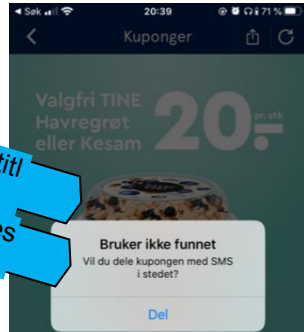 Søk
20:39
71 %
Kuponger
Valgfri TINE
Havregrøt
eller Kesam
20.-
pr. stk
Bruker ikke funnet
Vil du dele kupongen med SMS
i stedet?
Del